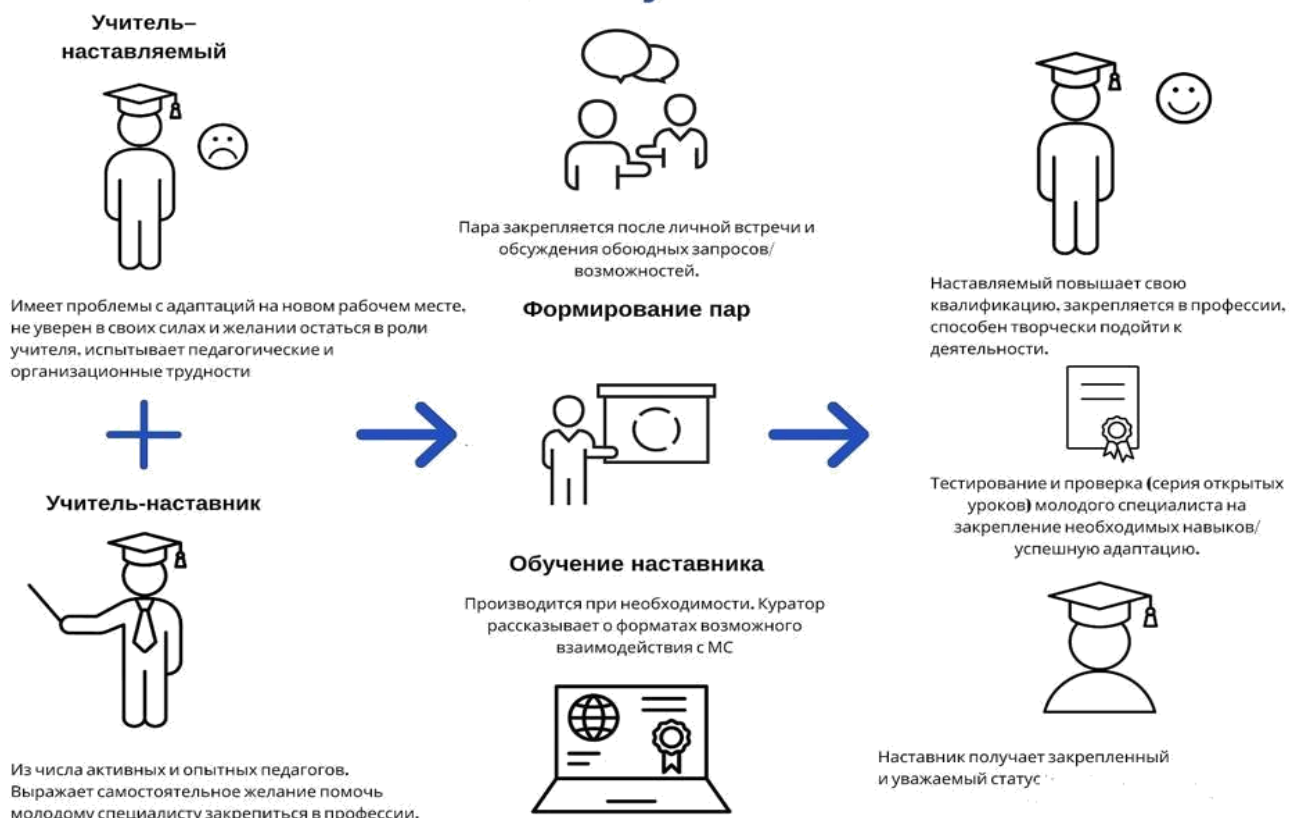 Учитель–
наставляемый
Имеет проблемы с адаптаций на новом рабочем месте,
не уверен в своих силах и желании остаться в роли
учителя, испытывает педагогические и
организационные трудности
Учитель-наставник
Из числа активных и опытных педагогов.
Выражает самостоятельное желание помочь
молодому специалисту закрепиться в профессии.
Пара закрепляется после личной встречи и
обсуждения обоюдных запросов/
возможностей.
Формирование пар
Обучение наставника
Производится при необходимости. Куратор
рассказывает о форматах возможного
взаимодействия с МС
Наставляемый повышает свою
квалификацию, закрепляется в профессии,
способен творчески подойти к
деятельности.
Тестирование и проверка (серия открытых
уроков) молодого специалиста на
закрепление необходимых навыков/
успешную адаптацию.
Наставник получает закрепленный
и уважаемый статус